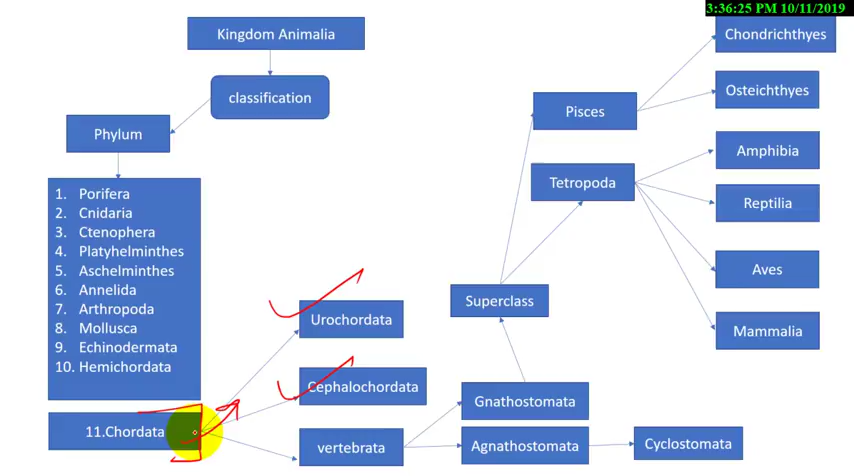 3:36:25 PM 10/11/2019
Kingdom Animalia
classification
Phylum
1. Porifera
2. Cnidaria
3. Ctenophera
4. Platyhelminthes
5. Aschelminthes
6. Annelida
7. Arthropoda
8. Mollusca
9. Echinodermata
10. Hemichordata
11.Chordata
Urochordata
Cephalochordata
vertebrata
Gnathostomata
Agnathostomata
Cyclostomata
Superclass
Pisces
Tetropoda
Chondrichthyes
Osteichthyes
Amphibia
Reptilia
Aves
Mammalia